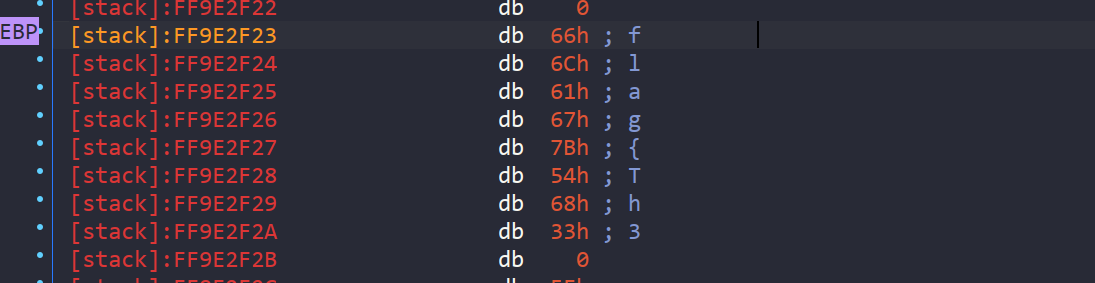 [stack]:FF9E2F22 db 0
EBP [stack]:FF9E2F23 db 66h ; f
[stack]:FF9E2F24 db 6Ch ; l
[stack]:FF9E2F25 db 61h ; a
[stack]:FF9E2F26 db 67h ; g
[stack]:FF9E2F27 db 7Bh ; {
[stack]:FF9E2F28 db 54h ; T
[stack]:FF9E2F29 db 68h ; h
[stack]:FF9E2F2A db 33h ; 3
[stack]:FF9E2F2B db 0